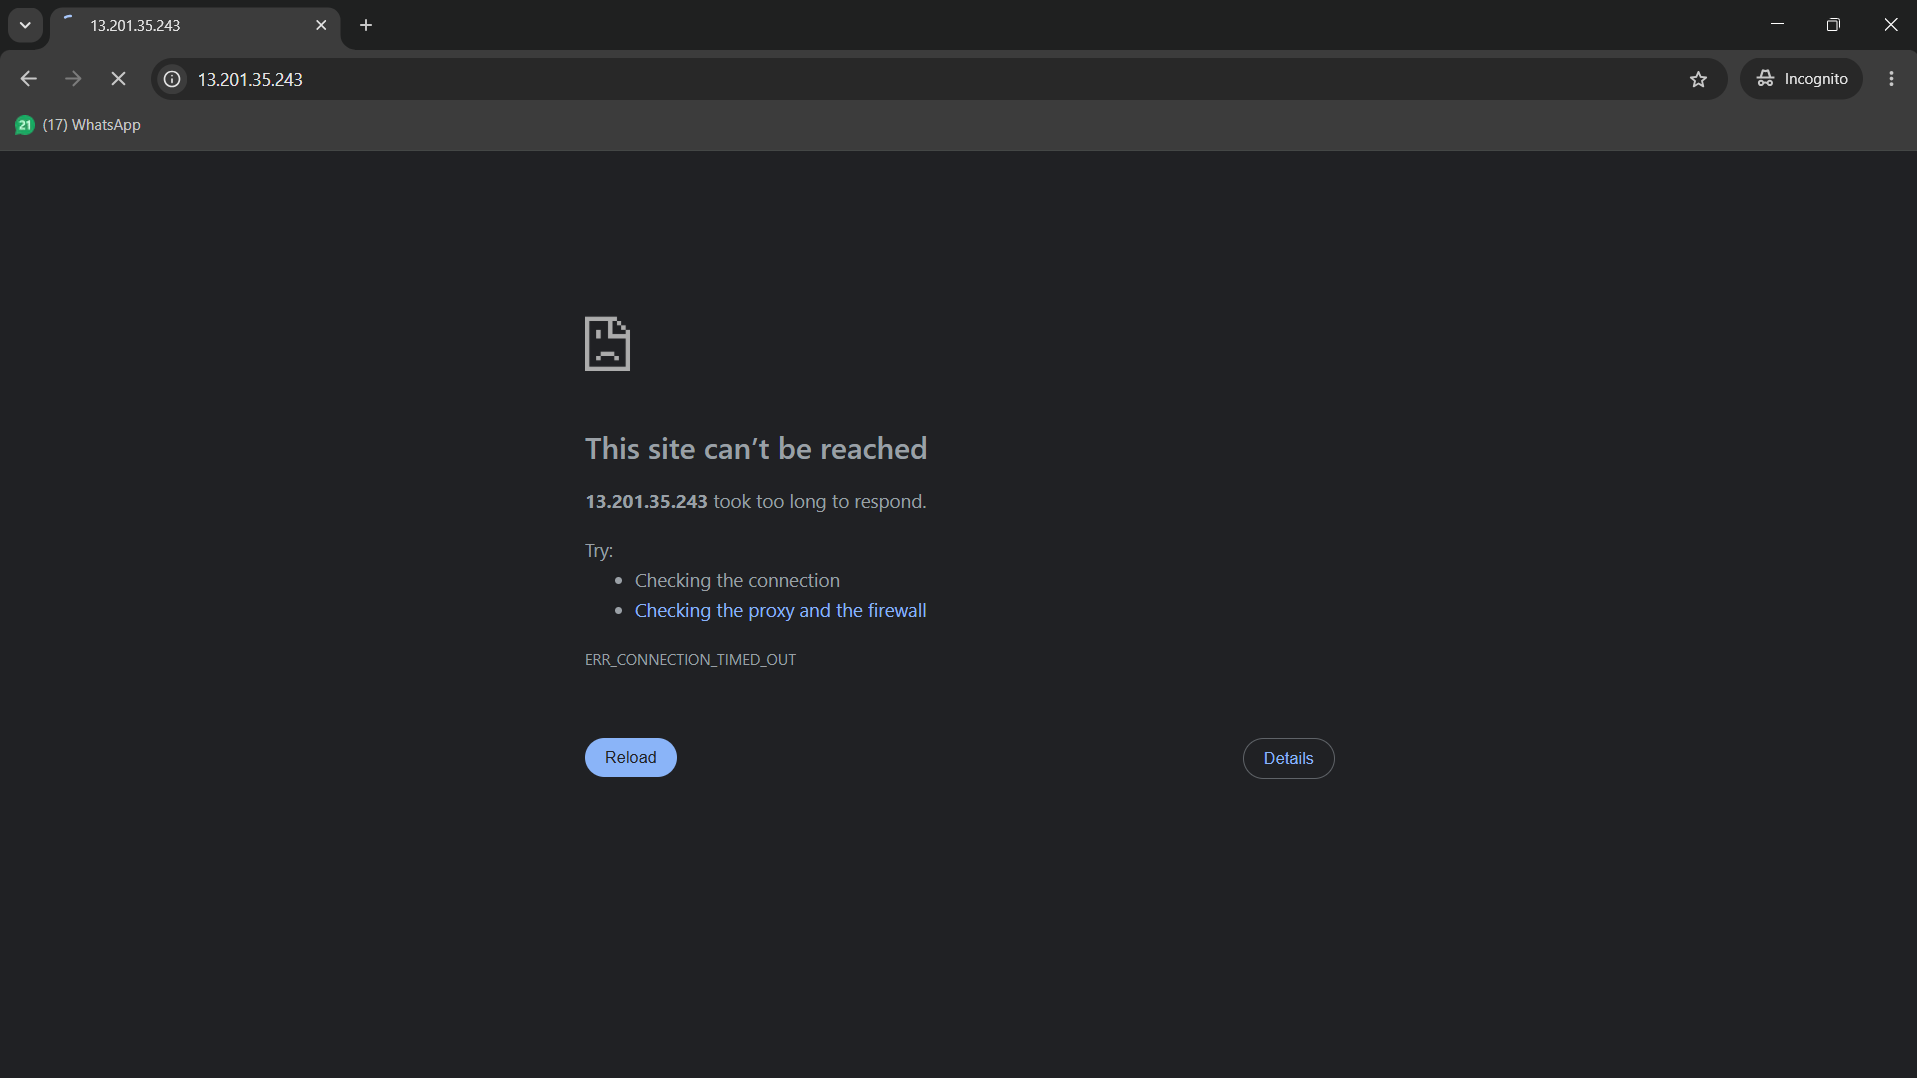 13.201.35.243
13.201.35.243
Incognito
21 (17) WhatsApp
This site can’t be reached
13.201.35.243 took too long to respond.
Try:
• Checking the connection
• Checking the proxy and the firewall
ERR_CONNECTION_TIMED_OUT
Reload
Details